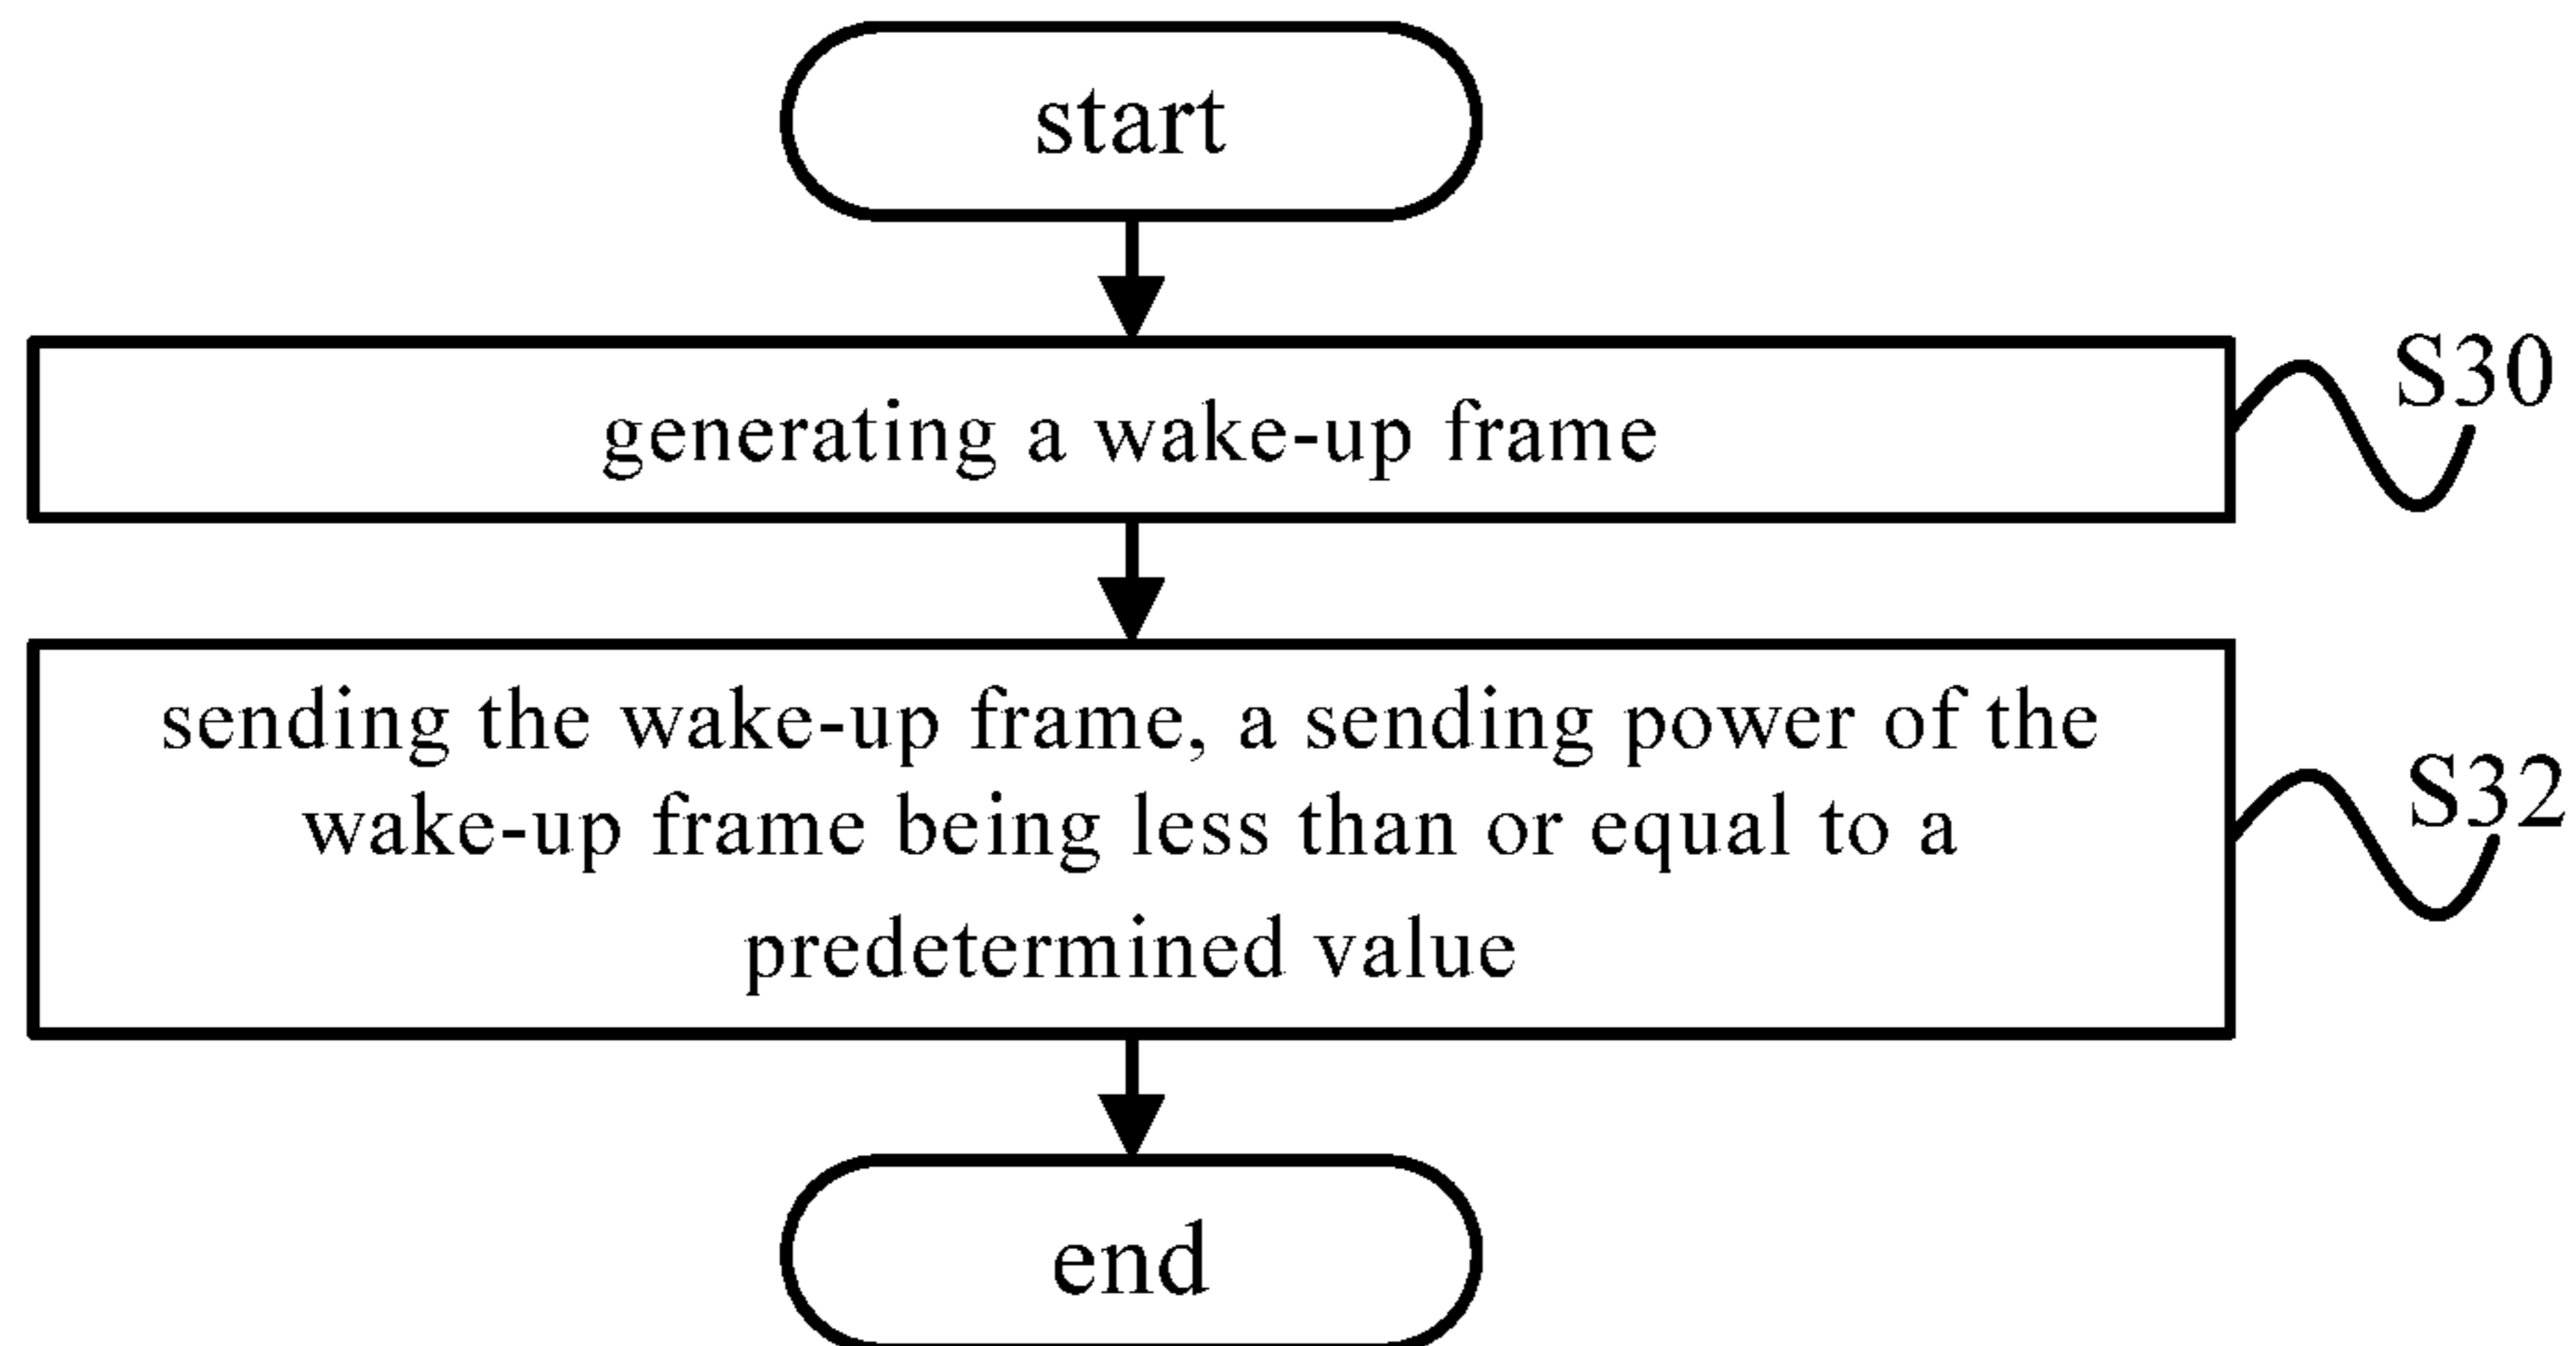 start
generating a wake-up frame
S30
sending the wake-up frame, a sending power of the
wake-up frame being less than or equal to a
predetermined value
S32
end